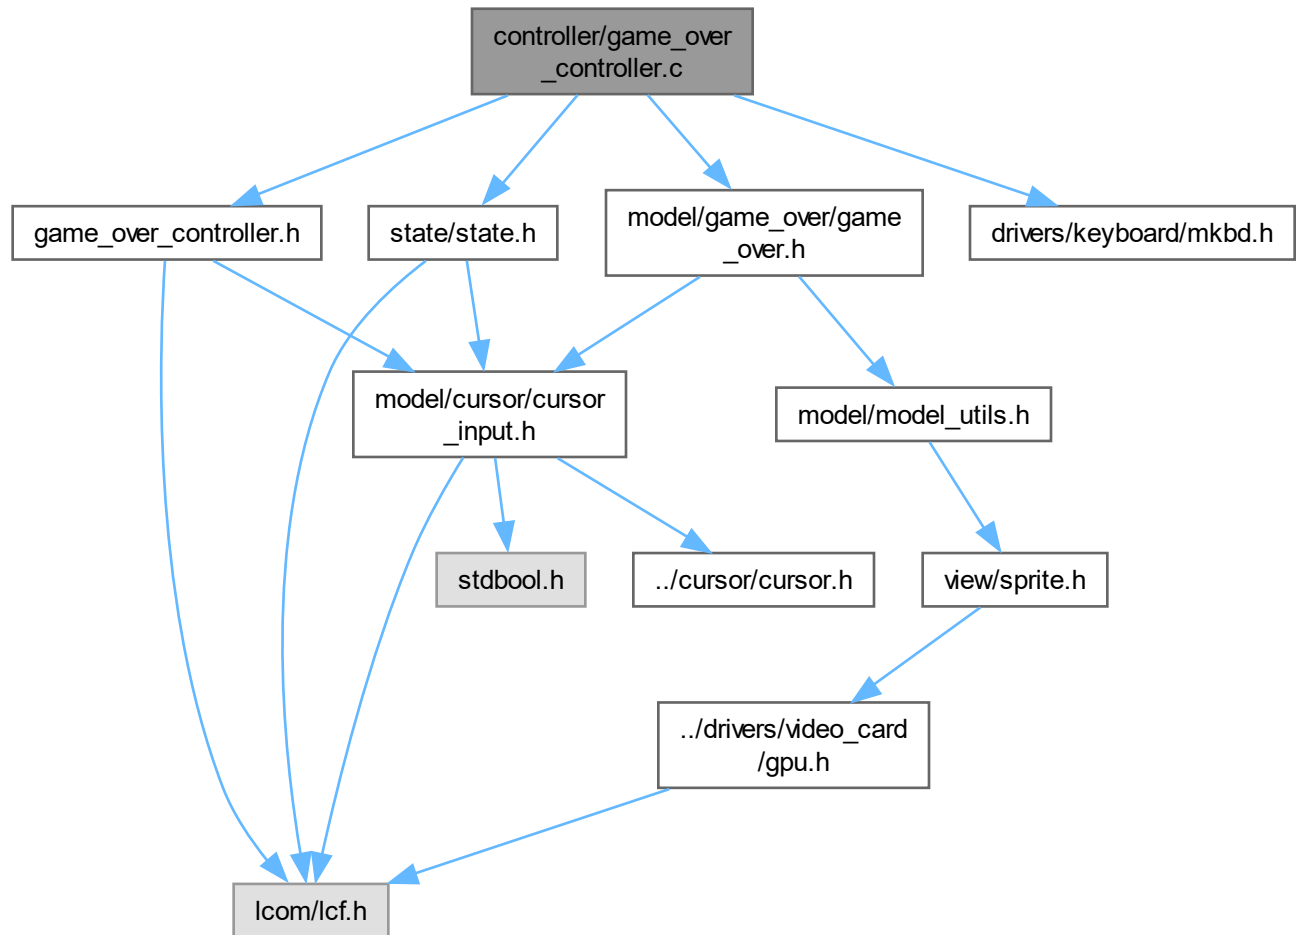 controller/game_over
_controller.c
game_over_controller.h
state/state.h
model/game_over/game
_over.h
drivers/keyboard/mkbd.h
model/cursor/cursor
_input.h
model/model_utils.h
stdbool.h
../cursor/cursor.h
view/sprite.h
../drivers/video_card
/gpu.h
lcom/lcf.h